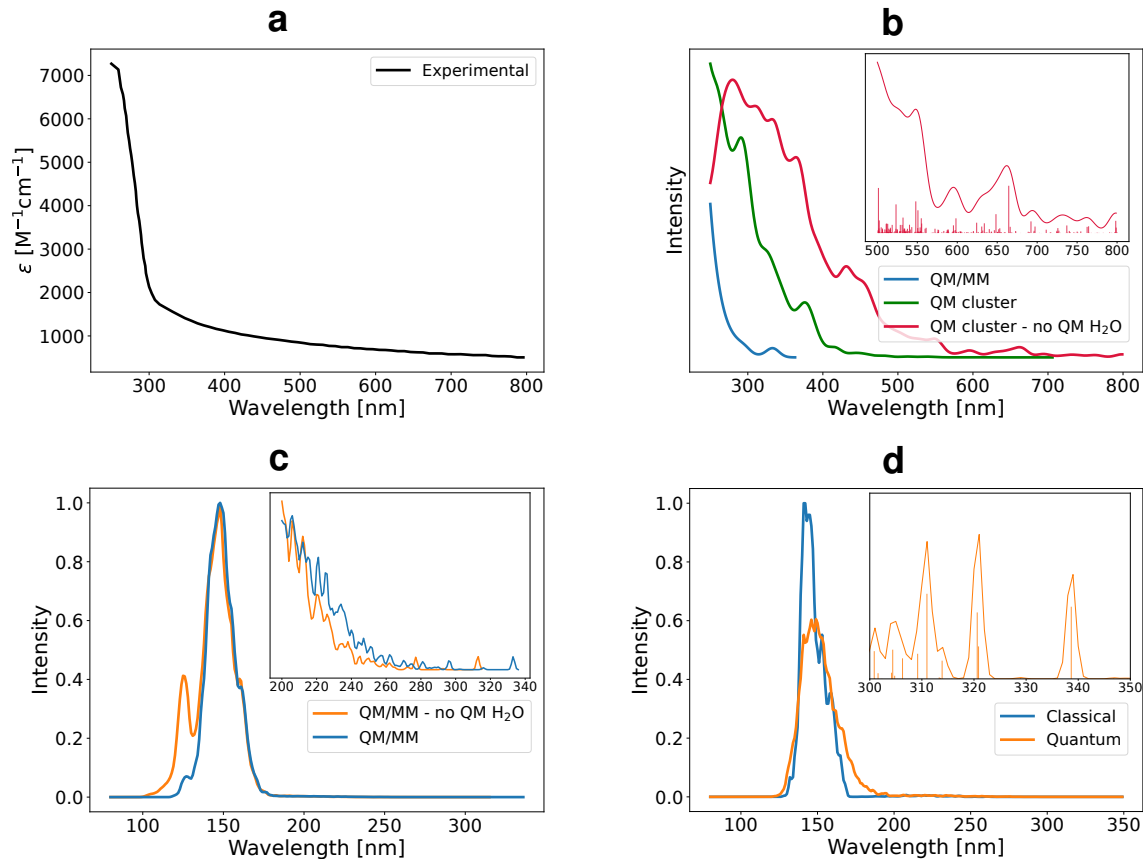 a
7000
6000
5000
4000
3000
2000
1000
ε [M⁻¹cm⁻¹]
Experimental
300 400 500 600 700 800
Wavelength [nm]
b
Intensity
500 550 600 650 700 750 800
QM/MM
QM cluster
QM cluster - no QM H₂O
300 400 500 600 700 800
Wavelength [nm]
c
1.0
0.8
0.6
0.4
0.2
0.0
Intensity
200 220 240 260 280 300 320 340
QM/MM - no QM H₂O
QM/MM
100 150 200 250 300
Wavelength [nm]
d
1.0
0.8
0.6
0.4
0.2
0.0
Intensity
300 310 320 330 340 350
Classical
Quantum
100 150 200 250 300 350
Wavelength [nm]